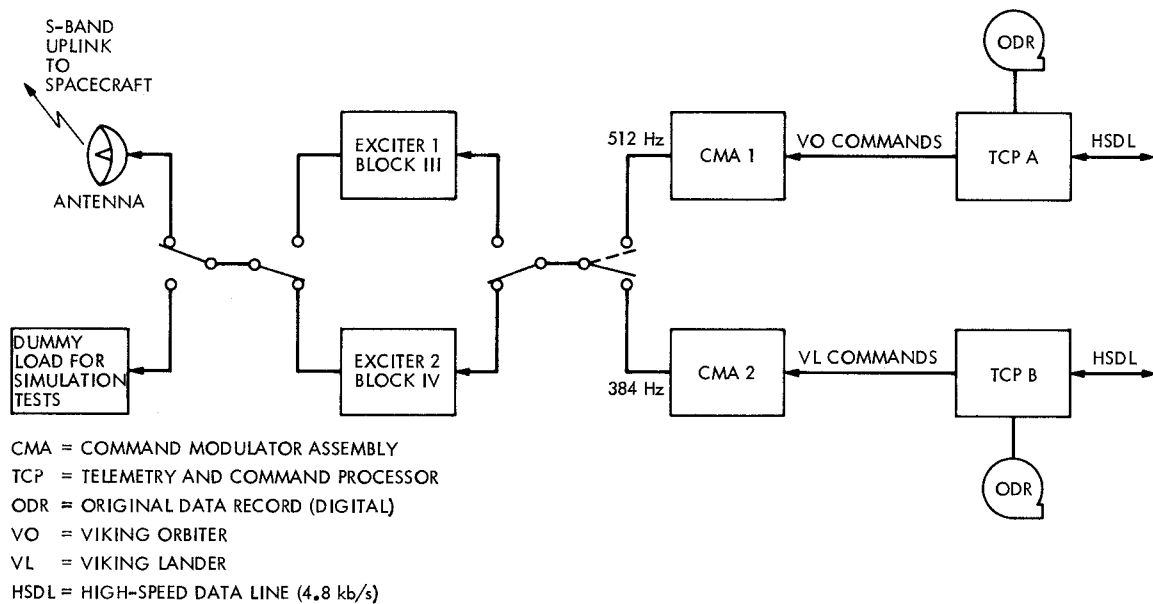 S-BAND
UPLINK
TO
SPACECRAFT
ANTENNA
DUMMY
LOAD FOR
SIMULATION
TESTS
EXCITER 1
BLOCK III
EXCITER 2
BLOCK IV
512 Hz
384 Hz
CMA 1
CMA 2
VO COMMANDS
VL COMMANDS
ODR
TCP A
HSDL
TCP B
HSDL
ODR
CMA = COMMAND MODULATOR ASSEMBLY
TCP = TELEMETRY AND COMMAND PROCESSOR
ODR = ORIGINAL DATA RECORD (DIGITAL)
VO = VIKING ORBITER
VL = VIKING LANDER
HSDL = HIGH-SPEED DATA LINE (4.8 kb/s)